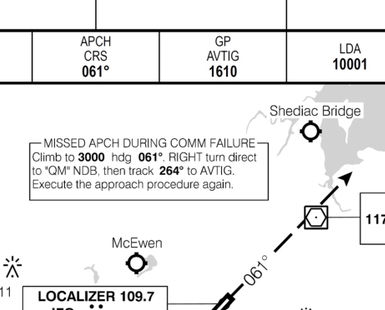 APCH
CRS
061°
GP
AVTIG
1610
LDA
10001
Shediac Bridge
MISSED APCH DURING COMM FAILURE
Climb to 3000 hdg 061°. RIGHT turn direct
to "QM" NDB, then track 264° to AVTIG.
Execute the approach procedure again.
117
McEwen
061°
11
LOCALIZER 109.7